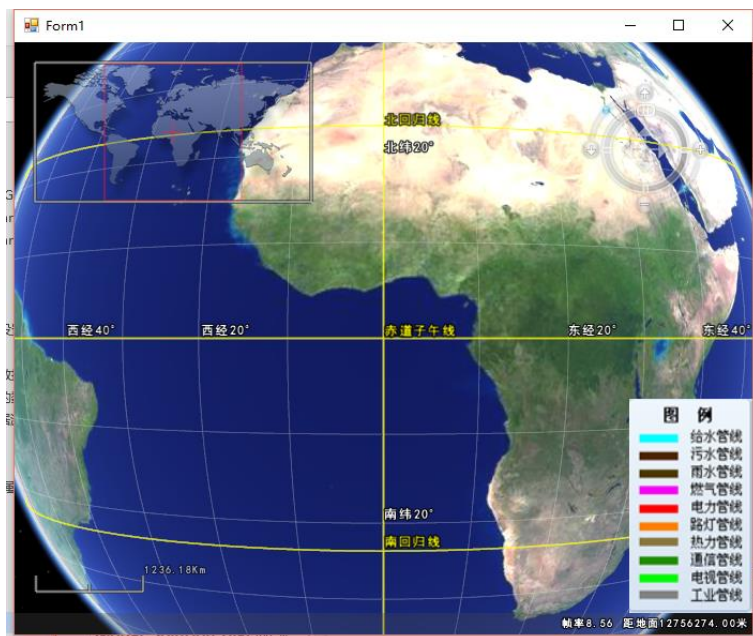 Form1
北回归线
北纬20°
西经40° 西经20° 赤道子午线 东经20° 东经40°
图 例
给水管线
污水管线
雨水管线
燃气管线
电力管线
路灯管线
热力管线
通信管线
电视管线
工业管线
南纬20°
南回归线
1236.18Km
帧率8.56 距地面12756274.00米